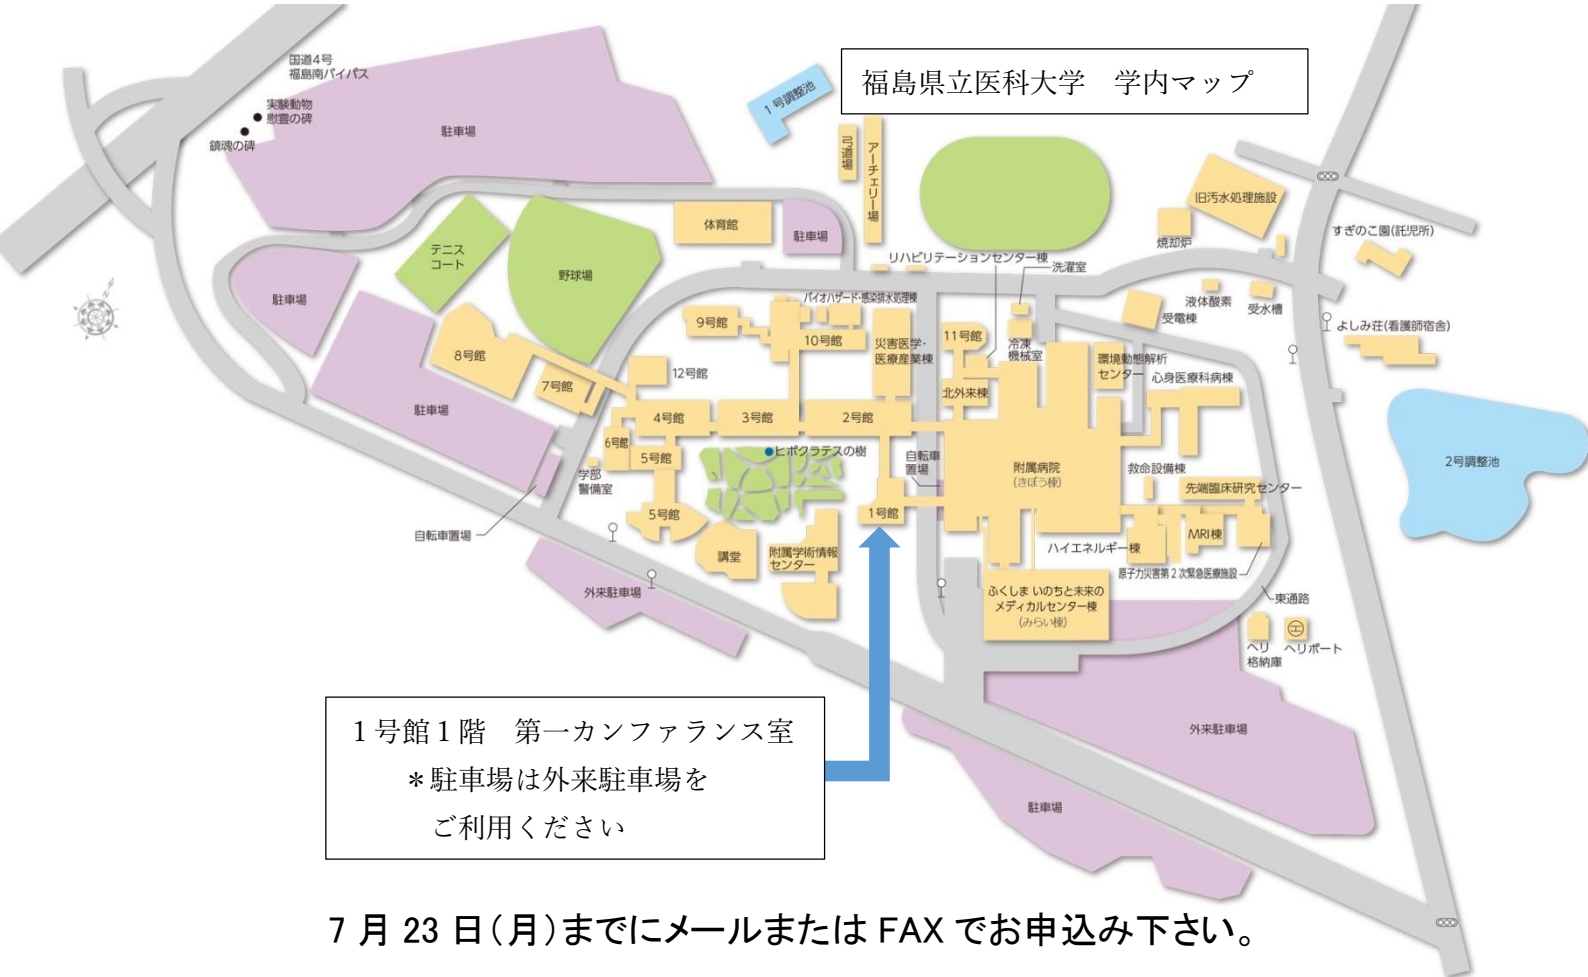 国道4号
福島南バイパス
実験動物
慰霊の碑
鎮魂の碑
駐車場
1号調整池
福島県立医科大学　学内マップ
弓道場
アーチェリー場
旧汚水処理施設
焼却炉
すぎのこ園(託児所)
体育館
駐車場
テニス
コート
野球場
リハビリテーションセンター棟
洗濯室
液体酸素
受水槽
受電棟
よしみ荘(看護師宿舎)
駐車場
バイオハザード・感染排水処理棟
9号館
10号館
災害医学・
医療産業棟
11号館
冷凍
機械室
環境動態解析
センター
心身医療科病棟
8号館
7号館
12号館
北外来棟
駐車場
4号館
3号館
2号館
6号館
5号館
ヒポクラテスの樹
自転車
置場
附属病院
(きぼう棟)
救命設備棟
先端臨床研究センター
2号調整池
学部
警備室
5号館
1号館
自転車置場
講堂
附属学術情報
センター
ハイエネルギー棟
MRI棟
原子力災害第2次緊急医療施設
外来駐車場
ふくしま いのちと未来の
メディカルセンター棟
(みらい棟)
東通路
ヘリ
格納庫
ヘリポート
1号館1階　第一カンファランス室
＊駐車場は外来駐車場を
ご利用ください
外来駐車場
駐車場
7月23日(月)までにメールまたはFAXでお申込み下さい。